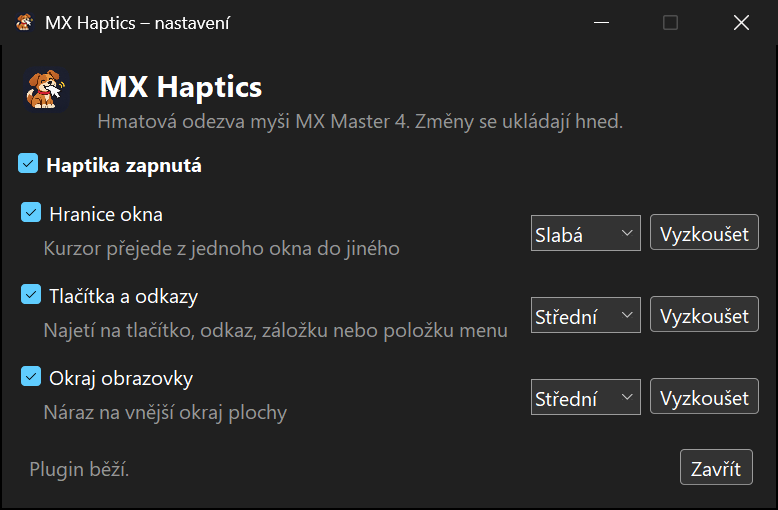 MX Haptics – nastavení
MX Haptics
Hmatová odezva myši MX Master 4. Změny se ukládají hned.
Haptika zapnutá
Hranice okna
Kurzor přejede z jednoho okna do jiného
Slabá
Vyzkoušet
Tlačítka a odkazy
Najetí na tlačítko, odkaz, záložku nebo položku menu
Střední
Vyzkoušet
Okraj obrazovky
Náraz na vnější okraj plochy
Střední
Vyzkoušet
Plugin běží.
Zavřít